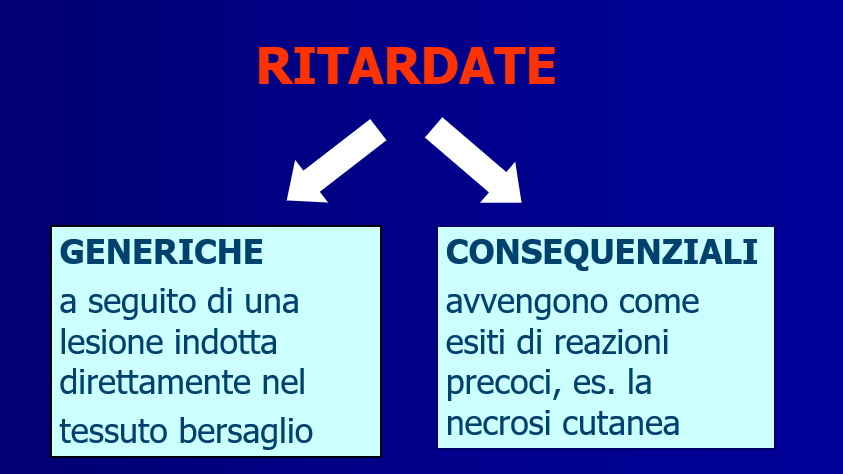 RITARDATE
GENERICHE
a seguito di una
lesione indotta
direttamente nel
tessuto bersaglio
CONSEQUENZIALI
avvengono come
esiti di reazioni
precoci, es. la
necrosi cutanea